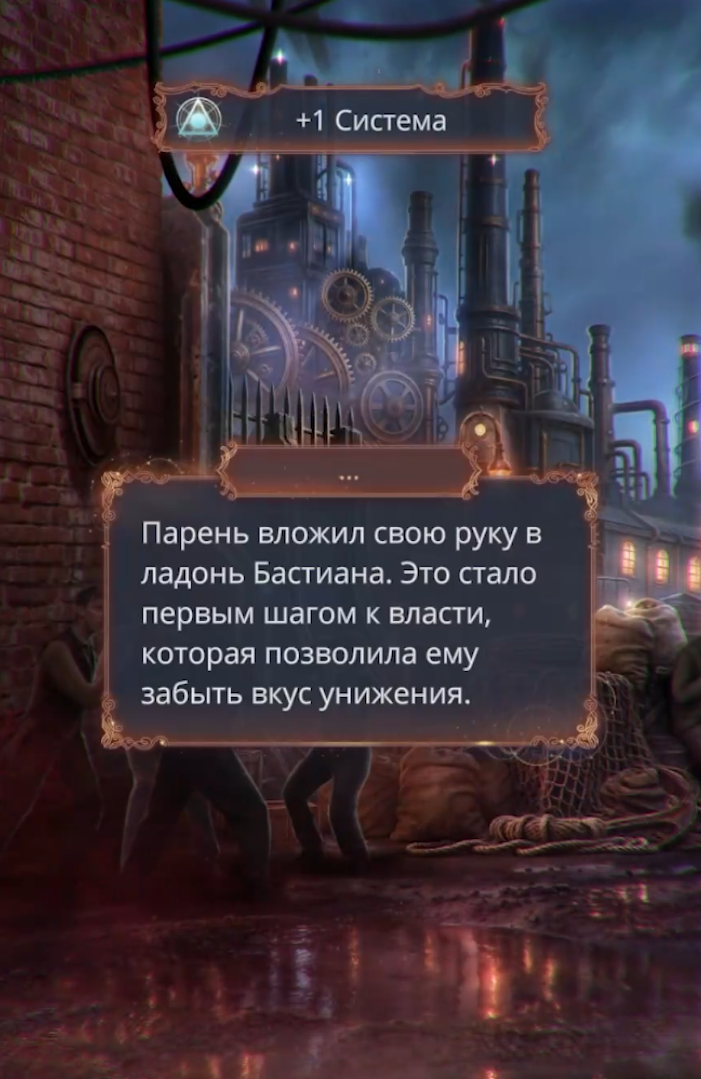 +1 Система
...
Парень вложил свою руку в
ладонь Бастиана. Это стало
первым шагом к власти,
которая позволила ему
забыть вкус унижения.